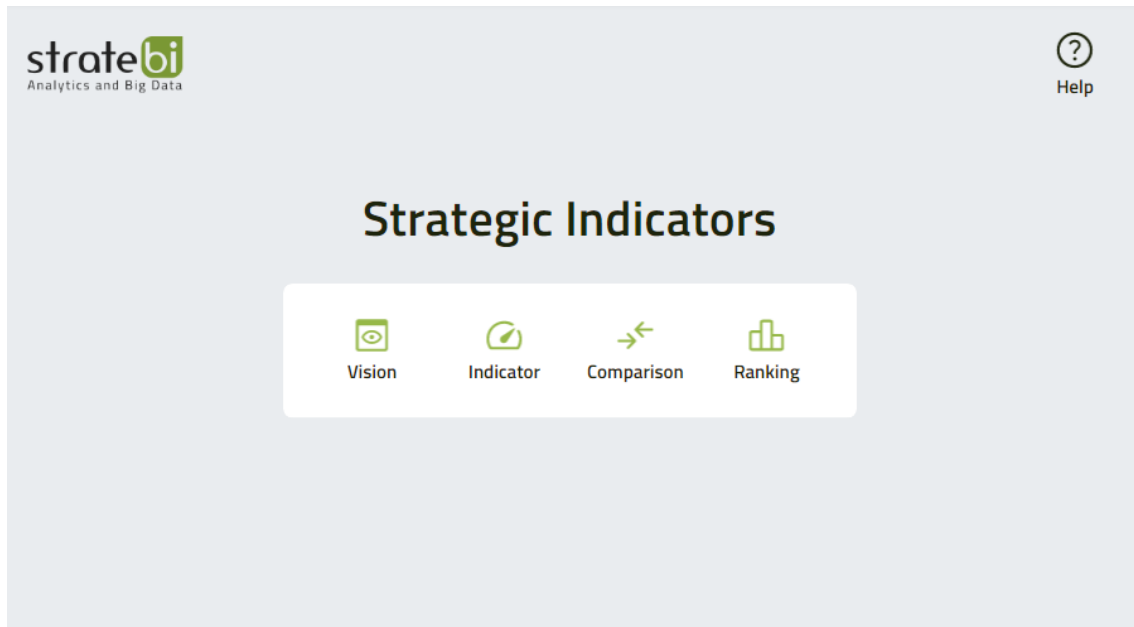 stratebi
Analytics and Big Data
Help
Strategic Indicators
Vision
Indicator
Comparison
Ranking